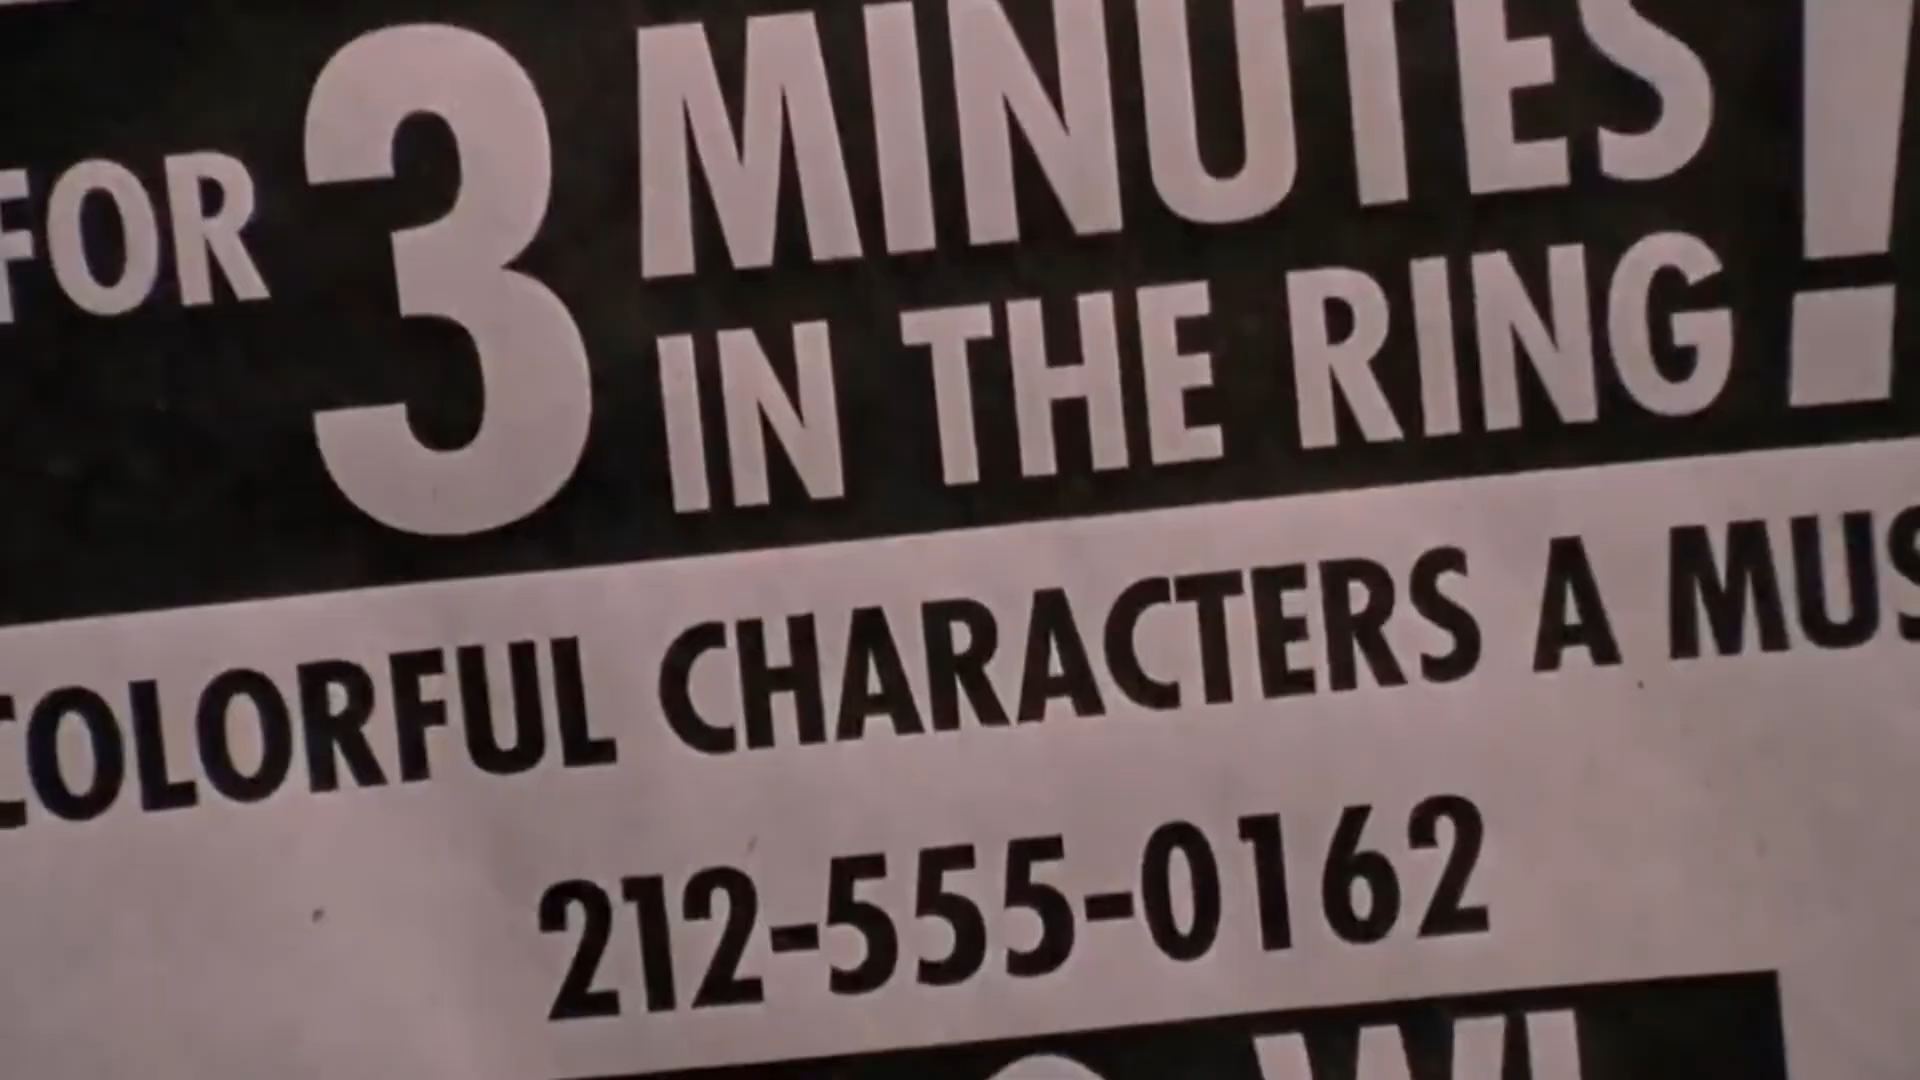 FOR 3 MINUTES
IN THE RING!
COLORFUL CHARACTERS A MUS
212-555-0162